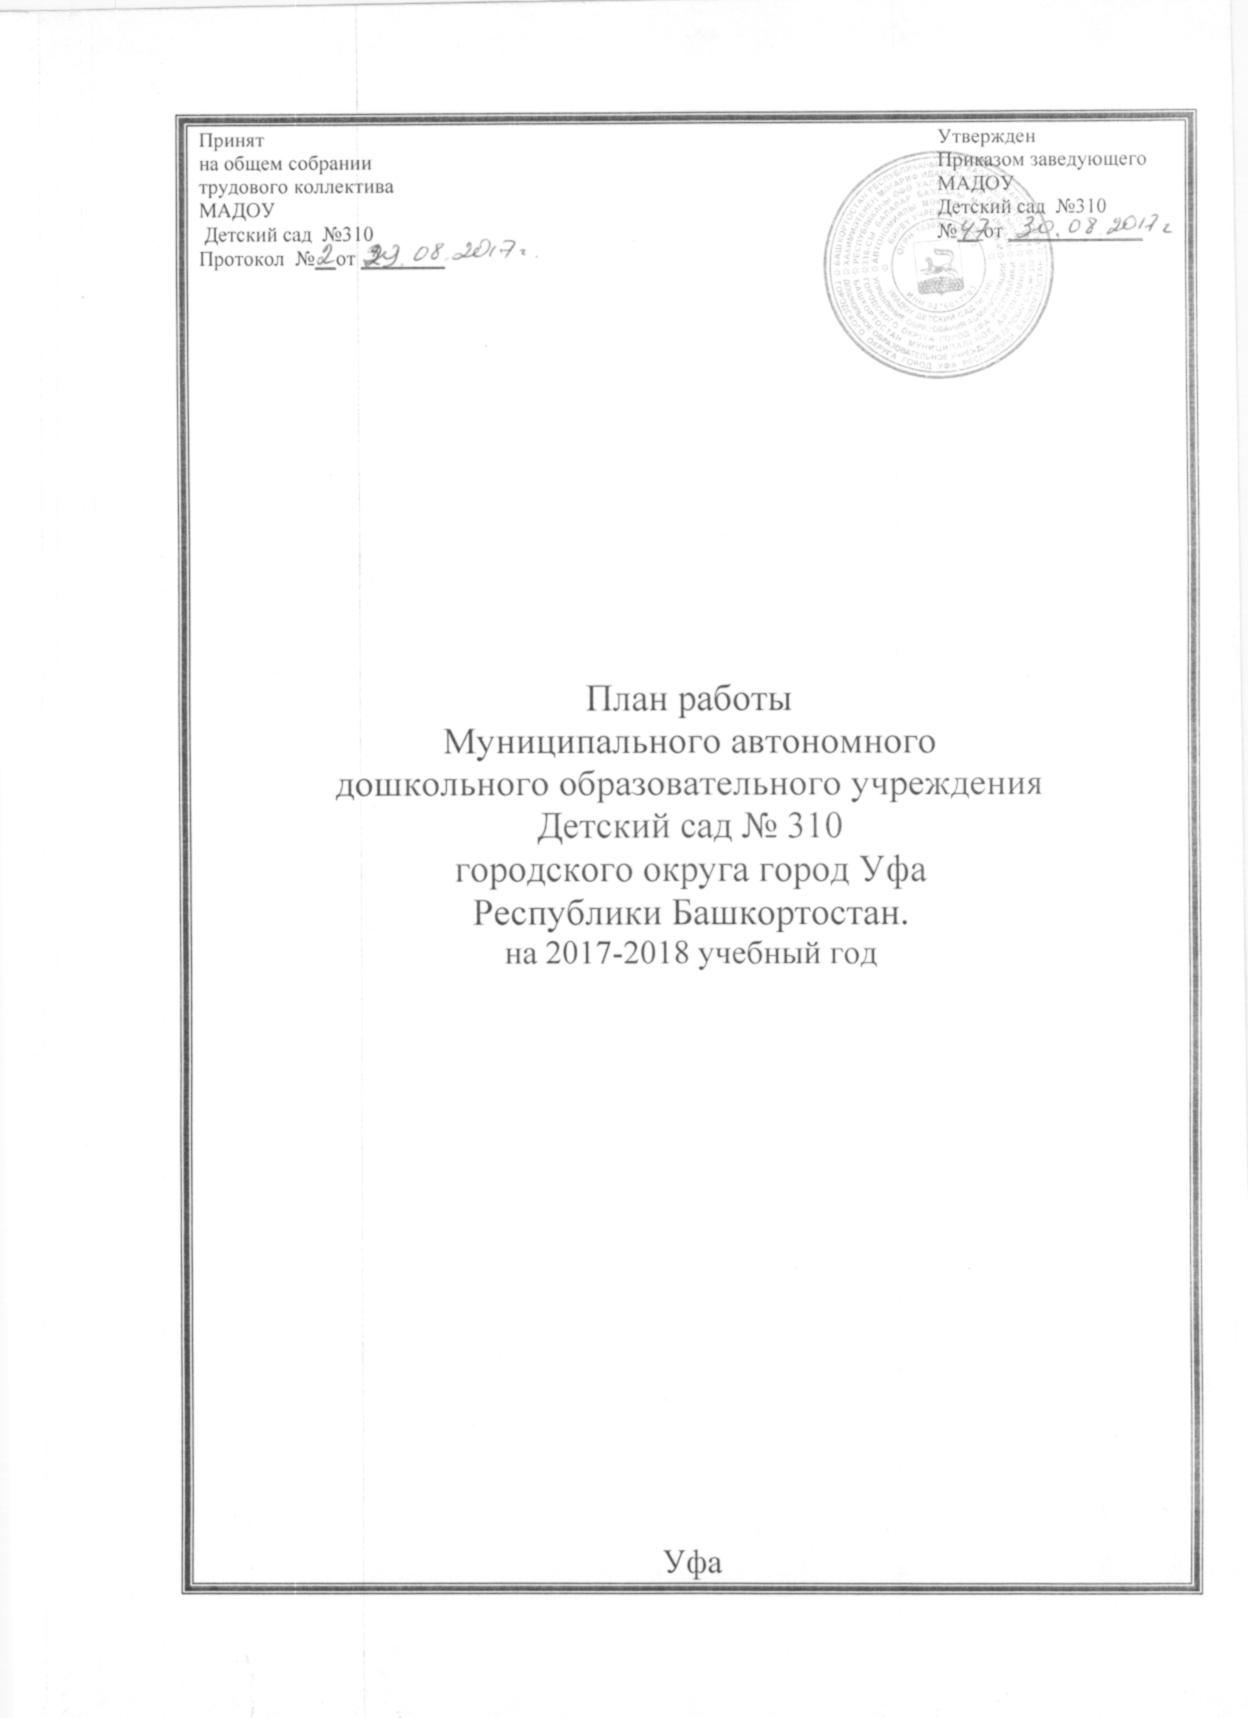 Принят
на общем собрании
трудового коллектива
МАДОУ
Детский сад №310
Протокол №2 от 29.08.2017г.
Утвержден
Приказом заведующего
МАДОУ
Детский сад №310
№47 от 30.08.2017г
План работы
Муниципального автономного
дошкольного образовательного учреждения
Детский сад № 310
городского округа город Уфа
Республики Башкортостан.
на 2017-2018 учебный год
Уфа